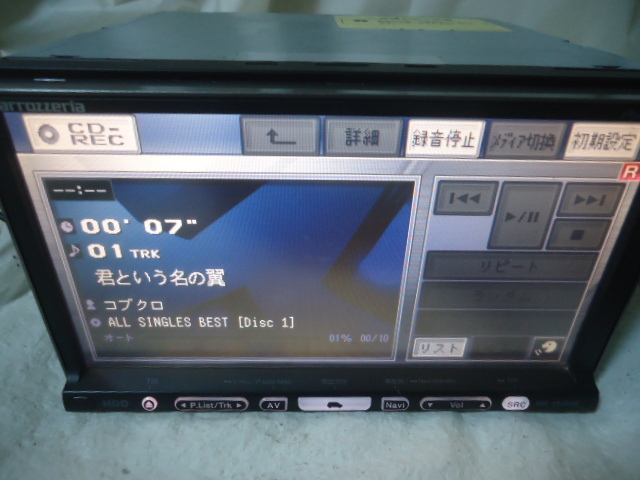 carrozzeria
CD-REC 詳細 録音停止 メディア切換 初期設定
R
--:--
00' 07"
01 TRK
君という名の翼
コブクロ
ALL SINGLES BEST [Disc 1]
オート 01% 00/10
リピート
リスト
HDD P.List/Trk AV Navi Vol SRC